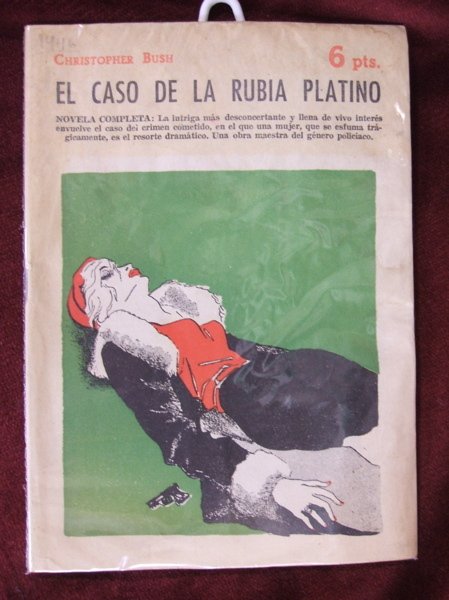 CHRISTOPHER BUSH
6 pts.
EL CASO DE LA RUBIA PLATINO
NOVELA COMPLETA: La intriga más desconcertante y llena de vivo interés
envuelve el caso del crimen cometido, en el que una mujer, que se esfuma trá-
gicamente, es el resorte dramático. Una obra maestra del género policíaco.